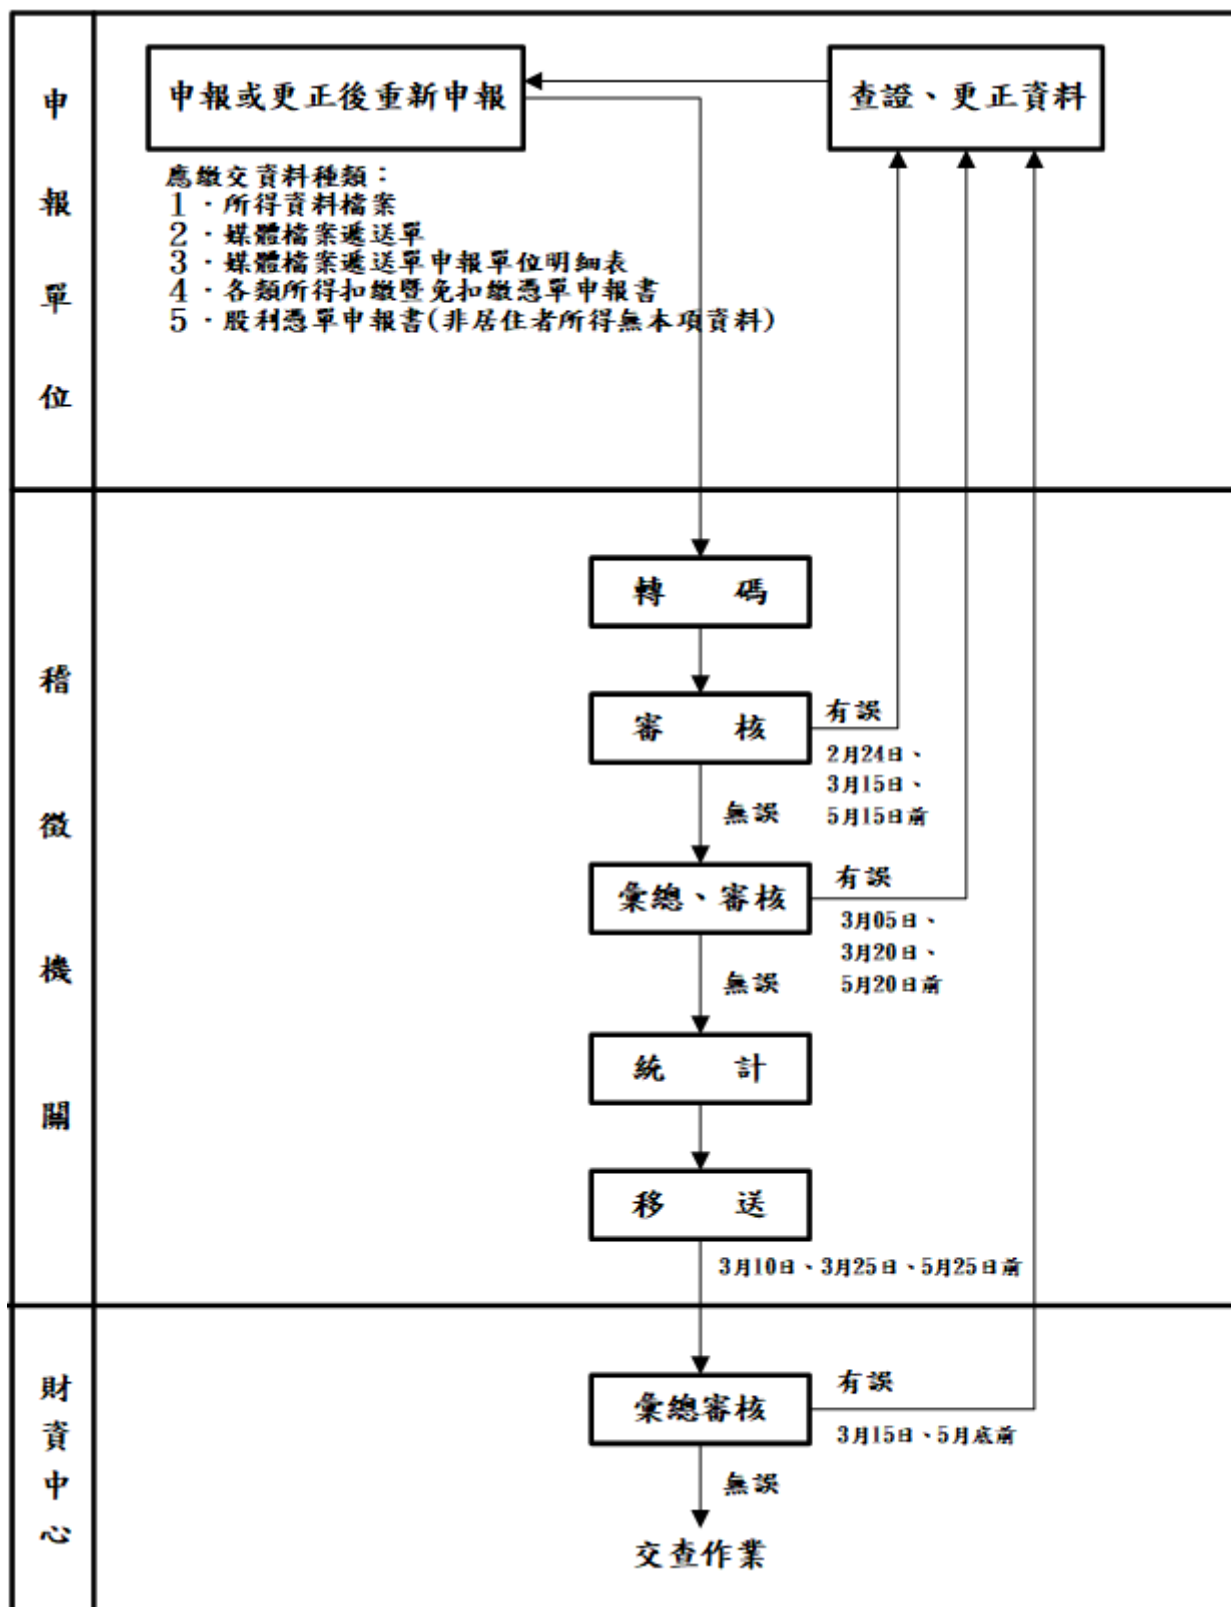 申報單位
申報或更正後重新申報
查證、更正資料
應繳交資料種類：
1．所得資料檔案
2．媒體檔案遞送單
3．媒體檔案遞送單申報單位明細表
4．各類所得扣繳暨免扣繳憑單申報書
5．股利憑單申報書(非居住者所得無本項資料)
稽徵機關
轉 碼
審 核
有誤
2月24日、
3月15日、
5月15日前
無誤
彙總、審核
有誤
3月05日、
3月20日、
5月20日前
無誤
統 計
移 送
3月10日、3月25日、5月25日前
財資中心
彙總審核
有誤
3月15日、5月底前
無誤
交查作業